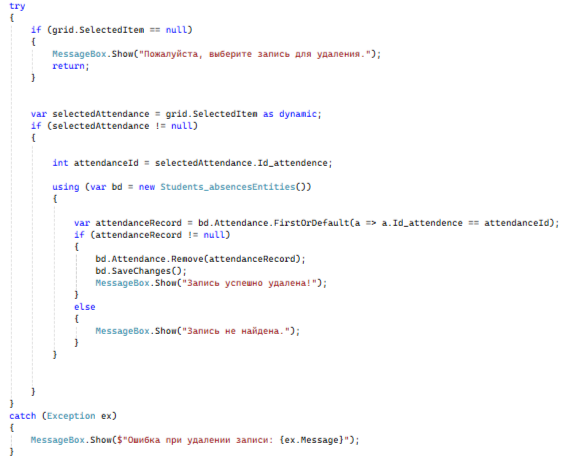 try
{
if (grid.SelectedItem == null)
{
MessageBox.Show("Пожалуйста, выберите запись для удаления.");
return;
}
var selectedAttendance = grid.SelectedItem as dynamic;
if (selectedAttendance != null)
{
int attendanceId = selectedAttendance.Id_attendence;
using (var bd = new Students_absencesEntities())
{
var attendanceRecord = bd.Attendance.FirstOrDefault(a => a.Id_attendence == attendanceId);
if (attendanceRecord != null)
{
bd.Attendance.Remove(attendanceRecord);
bd.SaveChanges();
MessageBox.Show("Запись успешно удалена!");
}
else
{
MessageBox.Show("Запись не найдена.");
}
}
}
}
catch (Exception ex)
{
MessageBox.Show($"Ошибка при удалении записи: {ex.Message}");
}